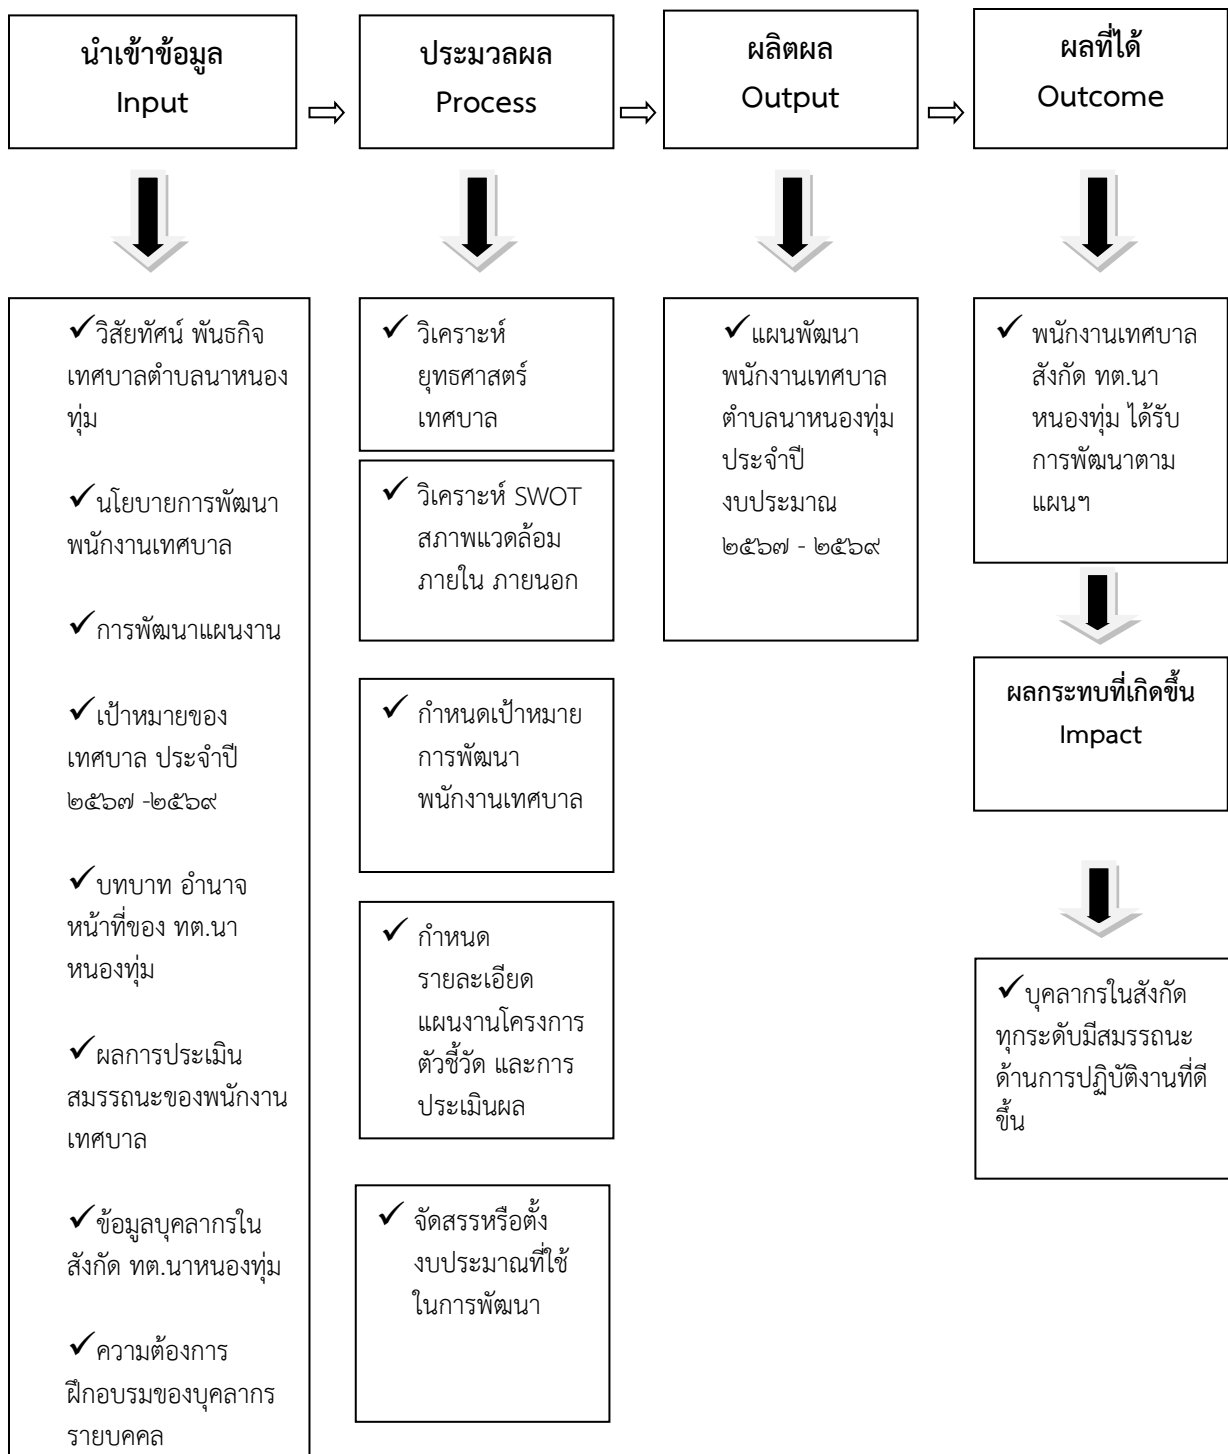 นำเข้าข้อมูล
Input
ประมวลผล
Process
ผลิตผล
Output
ผลที่ได้
Outcome
✓วิสัยทัศน์ พันธกิจ
เทศบาลตำบลนาหนอง
ทุ่ม
✓นโยบายการพัฒนา
พนักงานเทศบาล
✓การพัฒนาแผนงาน
✓เป้าหมายของ
เทศบาล ประจำปี
๒๕๖๗ -๒๕๖๙
✓บทบาท อำนาจ
หน้าที่ของ ทต.นา
หนองทุ่ม
✓ผลการประเมิน
สมรรถนะของพนักงาน
เทศบาล
✓ข้อมูลบุคลากรใน
สังกัด ทต.นาหนองทุ่ม
✓ความต้องการ
ฝึกอบรมของบุคลากร
รายบุคคล
✓ วิเคราะห์
ยุทธศาสตร์
เทศบาล
✓ วิเคราะห์ SWOT
สภาพแวดล้อม
ภายใน ภายนอก
✓ กำหนดเป้าหมาย
การพัฒนา
พนักงานเทศบาล
✓ กำหนด
รายละเอียด
แผนงานโครงการ
ตัวชี้วัด และการ
ประเมินผล
✓ จัดสรรหรือตั้ง
งบประมาณที่ใช้
ในการพัฒนา
✓แผนพัฒนา
พนักงานเทศบาล
ตำบลนาหนองทุ่ม
ประจำปี
งบประมาณ
๒๕๖๗ - ๒๕๖๙
✓ พนักงานเทศบาล
สังกัด ทต.นา
หนองทุ่ม ได้รับ
การพัฒนาตาม
แผนฯ
ผลกระทบที่เกิดขึ้น
Impact
✓บุคลากรในสังกัด
ทุกระดับมีสมรรถนะ
ด้านการปฏิบัติงานที่ดี
ขึ้น